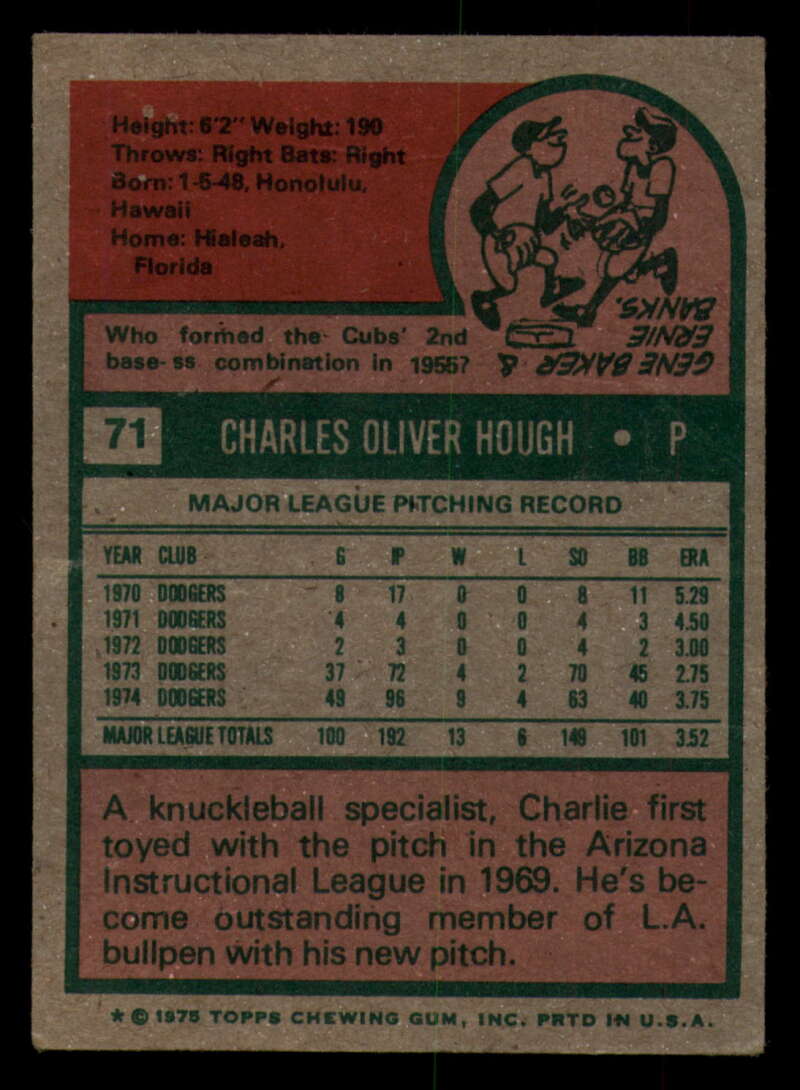 Height: 6'2" Weight: 190
Throws: Right Bats: Right
Born: 1-5-48, Honolulu,
Hawaii
Home: Hialeah,
Florida
Who formed the Cubs' 2nd
base-ss combination in 1955?
GENE BAKER &
ERNIE
BANKS.
71 CHARLES OLIVER HOUGH • P
MAJOR LEAGUE PITCHING RECORD
YEAR CLUB G IP W L SO BB ERA
1970 DODGERS 8 17 0 0 8 11 5.29
1971 DODGERS 4 4 0 0 4 3 4.50
1972 DODGERS 2 3 0 0 4 2 3.00
1973 DODGERS 37 72 4 2 70 45 2.75
1974 DODGERS 49 96 9 4 63 40 3.75
MAJOR LEAGUE TOTALS 100 192 13 6 149 101 3.52
A knuckleball specialist, Charlie first
toyed with the pitch in the Arizona
Instructional League in 1969. He's be-
come outstanding member of L.A.
bullpen with his new pitch.
* © 1975 TOPPS CHEWING GUM, INC. PRTD IN U.S.A.